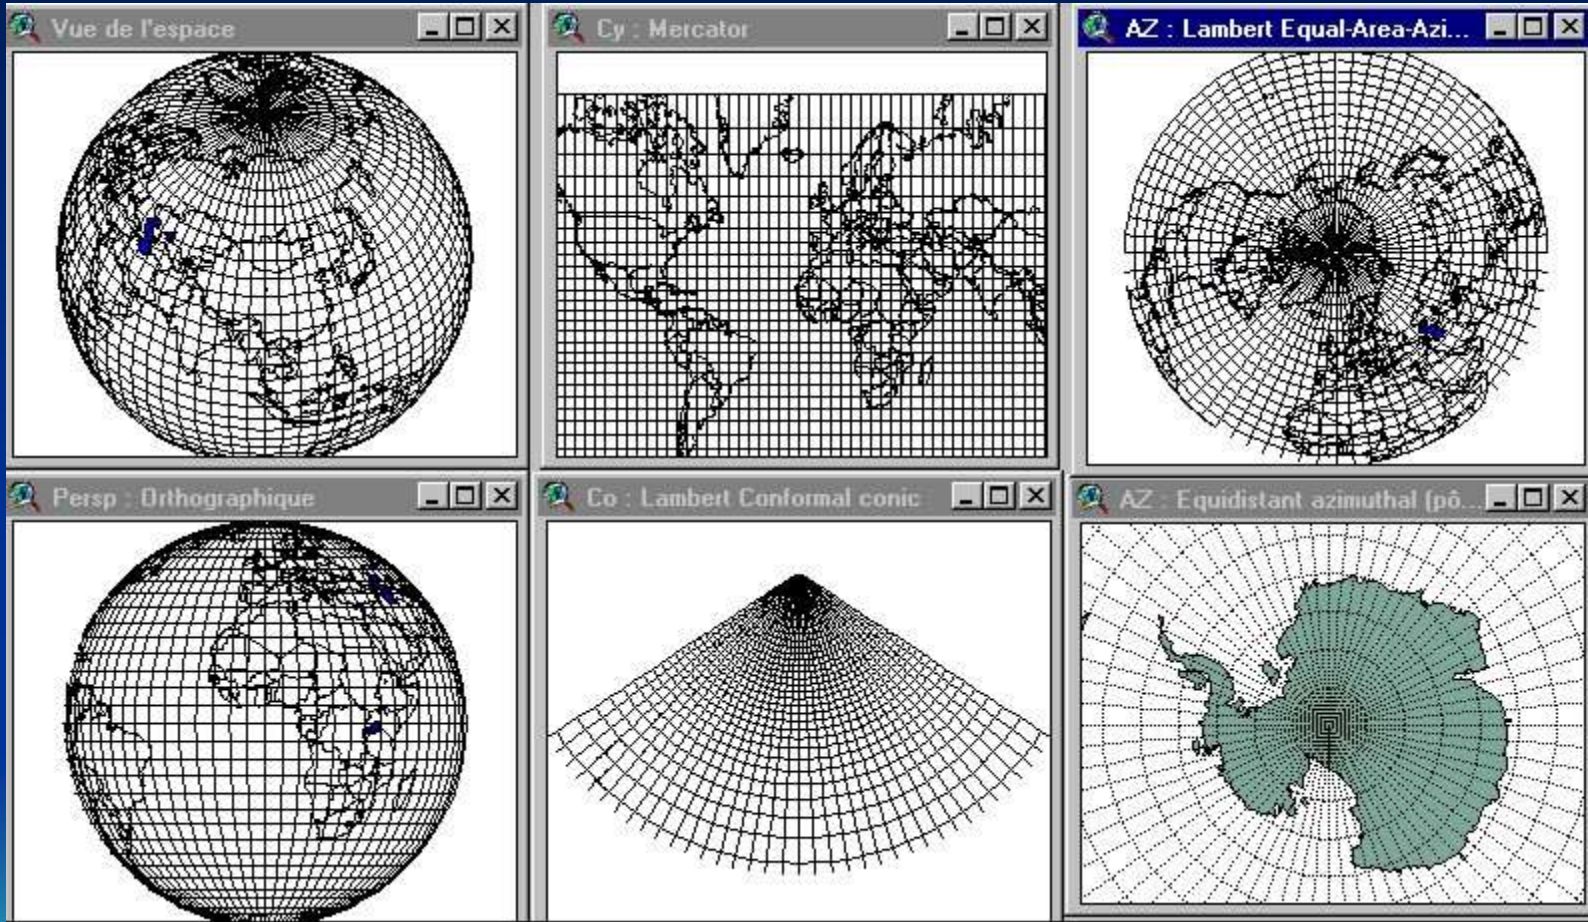 Vue de l'espace
Cy : Mercator
AZ : Lambert Equal-Area-Azi...
Persp : Orthographique
Co : Lambert Conformal conic
AZ : Equidistant azimuthal (pô...